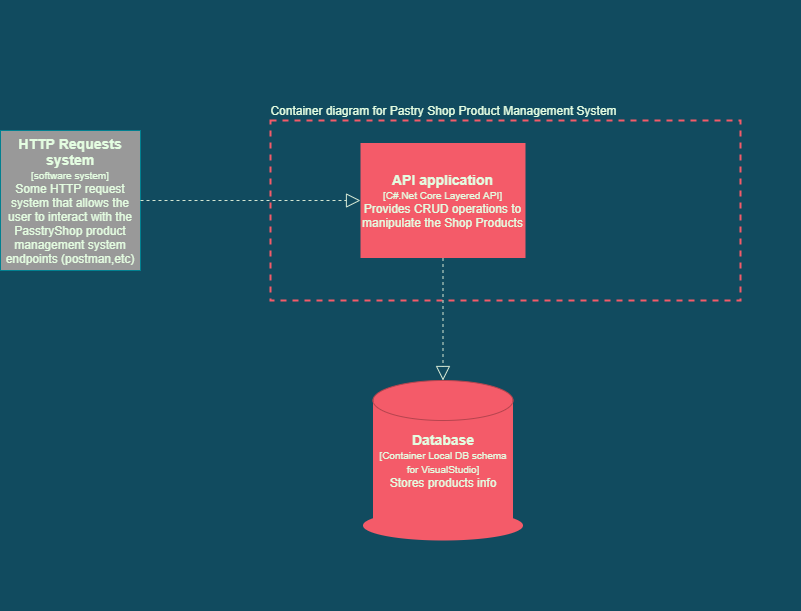 Container diagram for Pastry Shop Product Management System
HTTP Requests
system
[software system]
Some HTTP request
system that allows the
user to interact with the
PasstryShop product
management system
endpoints (postman,etc)
API application
[C#.Net Core Layered API]
Provides CRUD operations to
manipulate the Shop Products
Database
[Container Local DB schema
for VisualStudio]
Stores products info